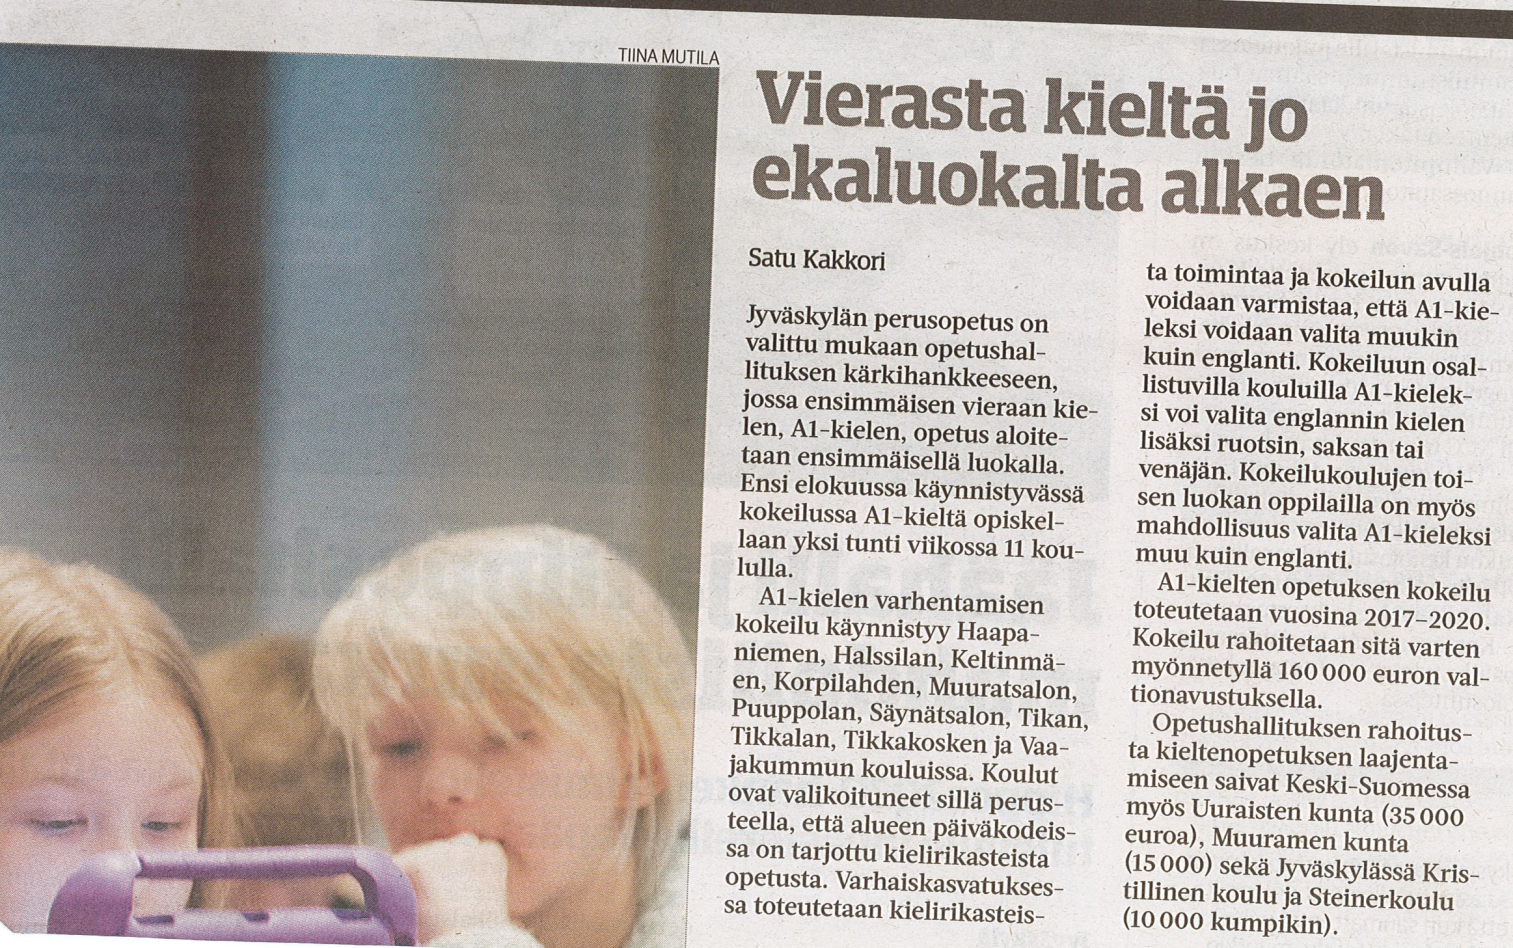 TIINA MUTILA
Vierasta kieltä jo
ekaluokalta alkaen
Satu Kakkori
Jyväskylän perusopetus on
valittu mukaan opetushal-
lituksen kärkihankkeeseen,
jossa ensimmäisen vieraan kie-
len, A1-kielen, opetus aloite-
taan ensimmäisellä luokalla.
Ensi elokuussa käynnistyvässä
kokeilussa A1-kieltä opiskel-
laan yksi tunti viikossa 11 kou-
lulla.
A1-kielen varhentamisen
kokeilu käynnistyy Haapa-
niemen, Halssilan, Keltinmä-
en, Korpilahden, Muuratsalon,
Puuppolan, Säynätsalon, Tikan,
Tikkalan, Tikkakosken ja Vaa-
jakummun kouluissa. Koulut
ovat valikoituneet sillä perus-
teella, että alueen päiväkodeis-
sa on tarjottu kielirikasteista
opetusta. Varhaiskasvatukses-
sa toteutetaan kielirikasteis-
ta toimintaa ja kokeilun avulla
voidaan varmistaa, että A1-kie-
leksi voidaan valita muukin
kuin englanti. Kokeiluun osal-
listuvilla kouluilla A1-kielek-
si voi valita englannin kielen
lisäksi ruotsin, saksan tai
venäjän. Kokeilukoulujen toi-
sen luokan oppilailla on myös
mahdollisuus valita A1-kieleksi
muu kuin englanti.
A1-kielten opetuksen kokeilu
toteutetaan vuosina 2017–2020.
Kokeilu rahoitetaan sitä varten
myönnetyllä 160 000 euron val-
tionavustuksella.
Opetushallituksen rahoitus-
ta kieltenopetuksen laajenta-
miseen saivat Keski-Suomessa
myös Uuraisten kunta (35 000
euroa), Muuramen kunta
(15 000) sekä Jyväskylässä Kris-
tillinen koulu ja Steinerkoulu
(10 000 kumpikin).